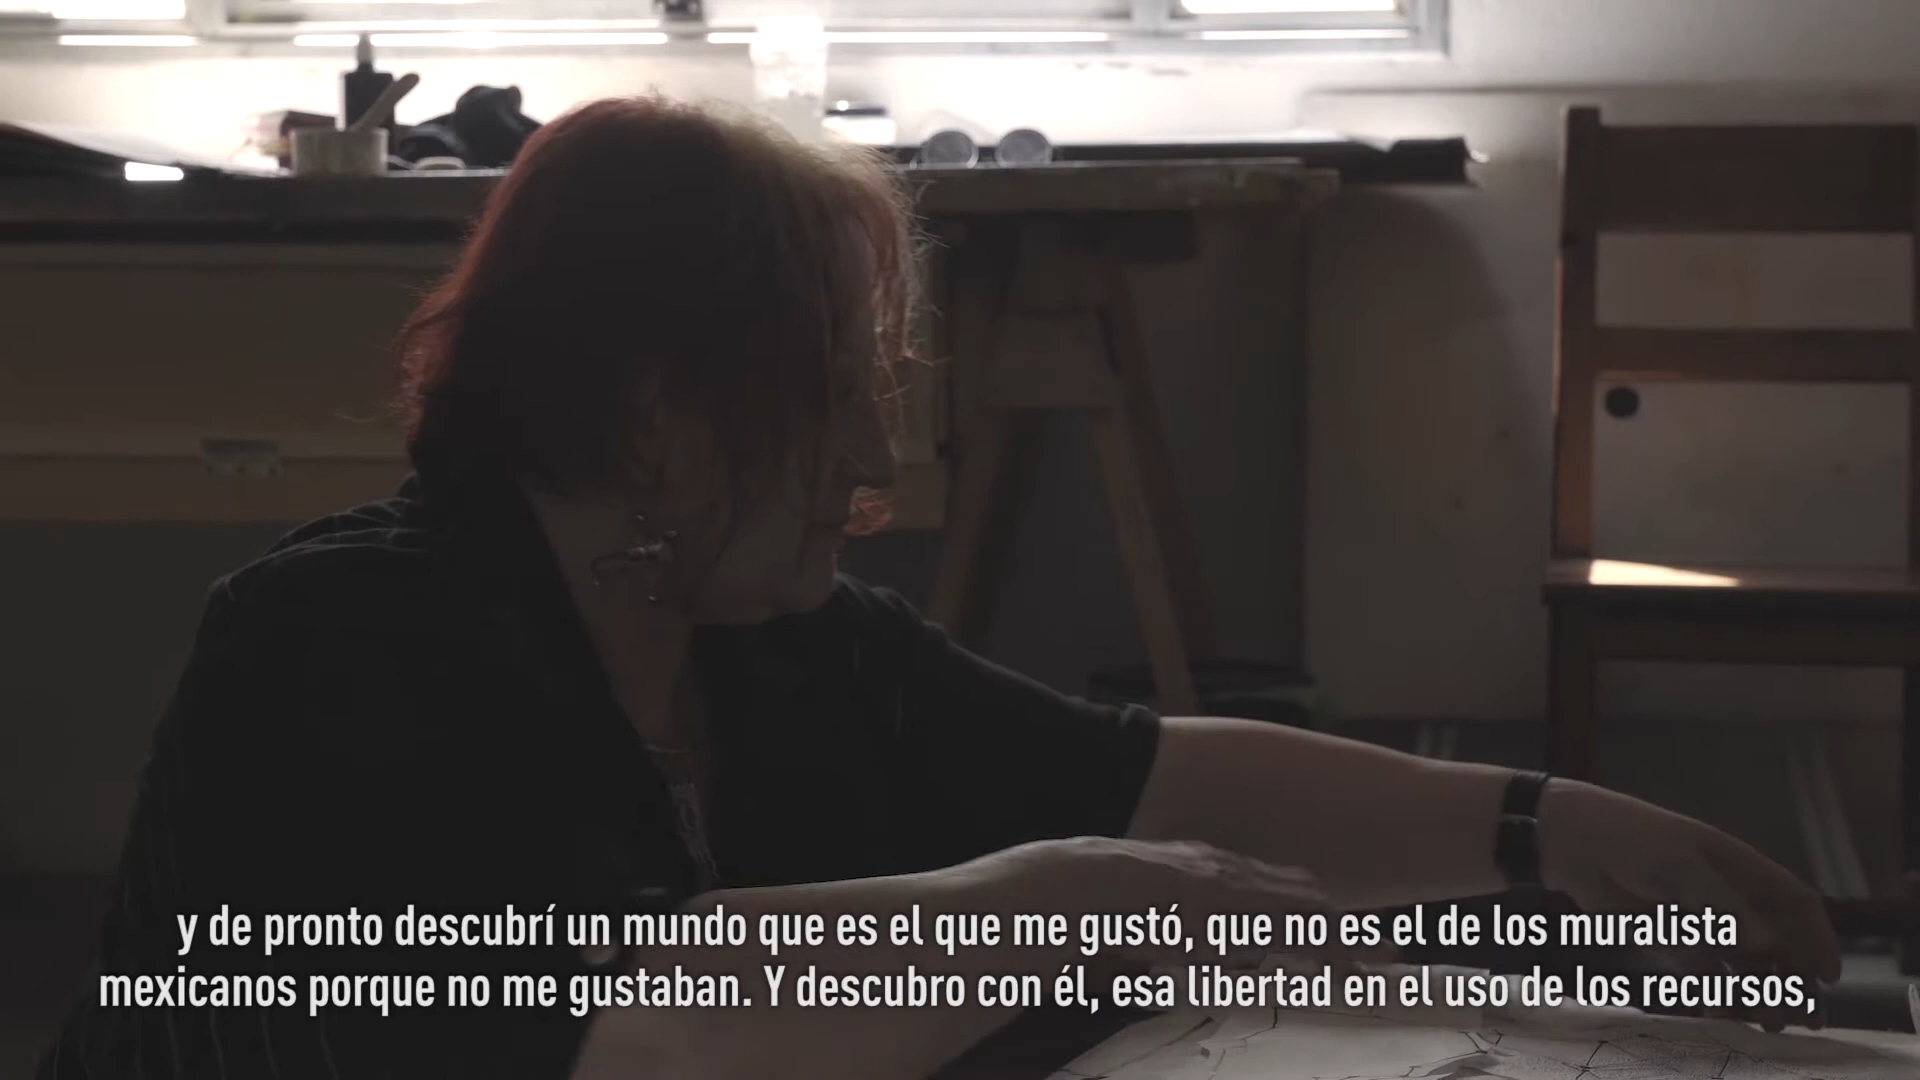 y de pronto descubrí un mundo que es el que me gustó, que no es el de los muralista
mexicanos porque no me gustaban. Y descubro con él, esa libertad en el uso de los recursos,